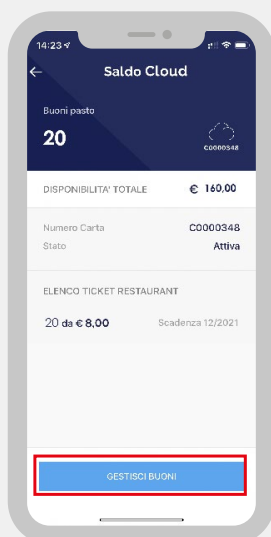 14:23
Saldo Cloud
Buoni pasto
20
C0000348
DISPONIBILITA' TOTALE € 160,00
Numero Carta C0000348
Stato Attiva
ELENCO TICKET RESTAURANT
20 da € 8,00 Scadenza 12/2021
GESTISCI BUONI